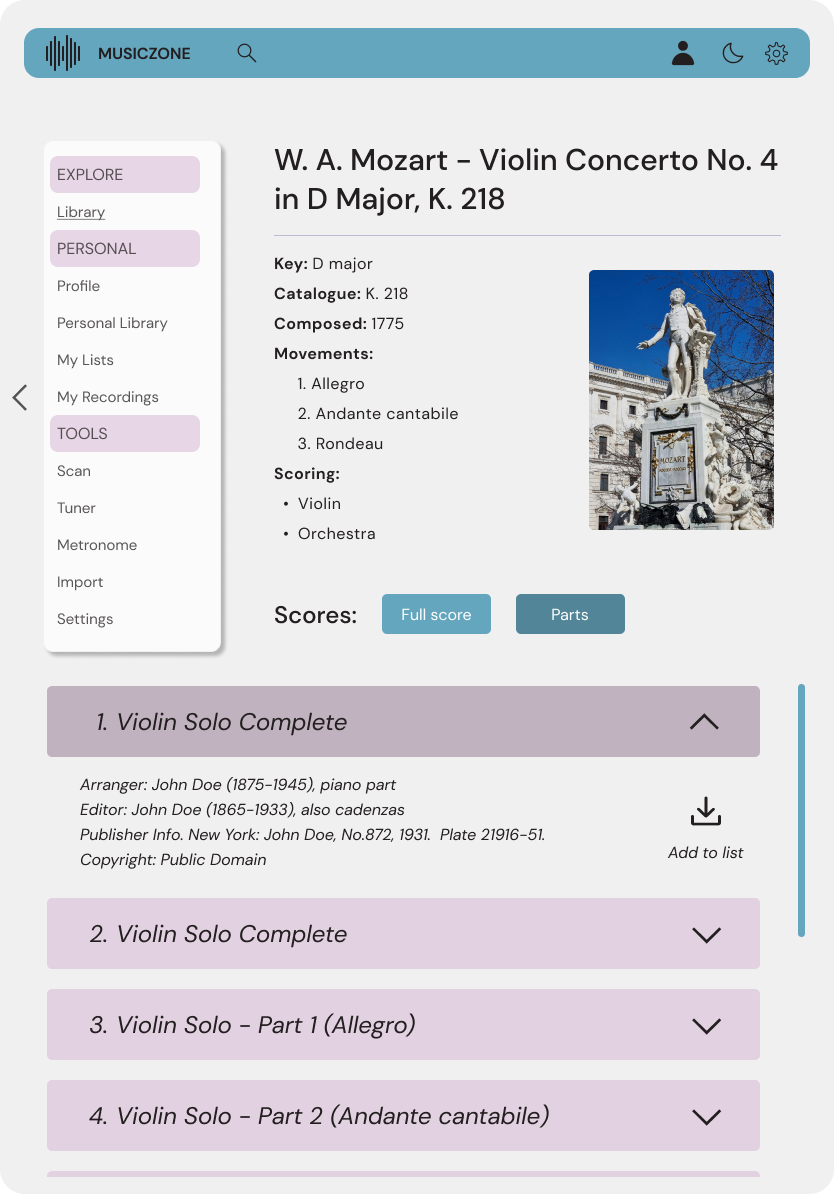 MUSICZONE
EXPLORE
Library
PERSONAL
Profile
Personal Library
My Lists
My Recordings
TOOLS
Scan
Tuner
Metronome
Import
Settings
W. A. Mozart - Violin Concerto No. 4
in D Major, K. 218
Key: D major
Catalogue: K. 218
Composed: 1775
Movements:
1. Allegro
2. Andante cantabile
3. Rondeau
Scoring:
• Violin
• Orchestra
MOZART
Scores:
Full score
Parts
1. Violin Solo Complete
Arranger: John Doe (1875-1945), piano part
Editor: John Doe (1865-1933), also cadenzas
Publisher Info. New York: John Doe, No.872, 1931. Plate 21916-51.
Copyright: Public Domain
Add to list
2. Violin Solo Complete
3. Violin Solo - Part 1 (Allegro)
4. Violin Solo - Part 2 (Andante cantabile)